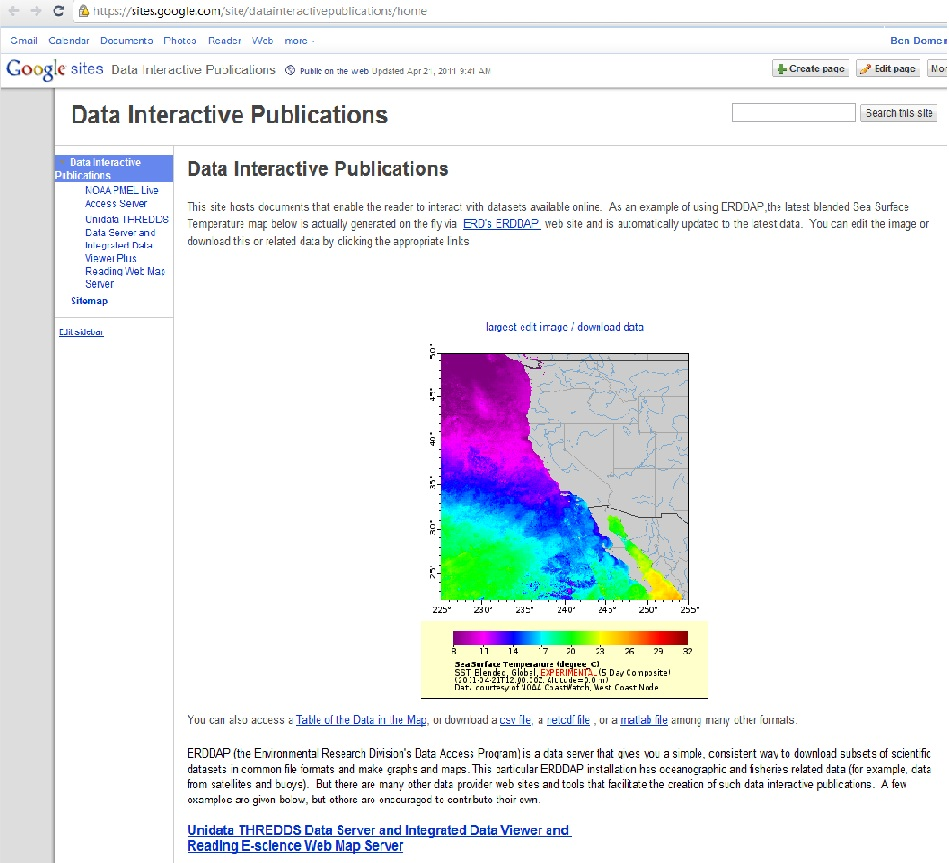 https://sites.google.com/site/datainteractivepublications/home
Gmail Calendar Documents Photos Reader Web more
Ben Domen
Google sites Data Interactive Publications Public on the web Updated Apr 21, 2011 9:41 AM
Create page Edit page Mor
Data Interactive Publications
Search this site
Data Interactive
Publications
NOAA PMEL Live
Access Server
Unidata THREDDS
Data Server and
Integrated Data
Viewer Plus
Reading Web Map
Server
Sitemap
Edit sidebar
Data Interactive Publications
This site hosts documents that enable the reader to interact with datasets available online. As an example of using ERDDAP,the latest blended Sea Surface
Temperature map below is actually generated on the fly via ERD's ERDDAP web site and is automatically updated to the latest data. You can edit the image or
download this or related data by clicking the appropriate links
largest edit image / download data
50°
45°
40°
35°
30°
25°
225° 230° 235° 240° 245° 250° 255°
8 11 14 17 20 23 26 29 32
Sea Surface Temperature (degree_C)
SST, Blended, Global, EXPERIMENTAL (5 Day Composite)
(2011-04-21T12:00:00Z, Altitude=0.0 m)
Data courtesy of NOAA CoastWatch, West Coast Node
You can also access a Table of the Data in the Map, or download a csv file, a netcdf file , or a matlab file among many other formats.
ERDDAP (the Environmental Research Division's Data Access Program) is a data server that gives you a simple, consistent way to download subsets of scientific
datasets in common file formats and make graphs and maps. This particular ERDDAP installation has oceanographic and fisheries related data (for example, data
from satellites and buoys). But there are many other data provider web sites and tools that facilitate the creation of such data interactive publications. A few
examples are given below, but others are encouraged to contribute their own.
Unidata THREDDS Data Server and Integrated Data Viewer and
Reading E-science Web Map Server